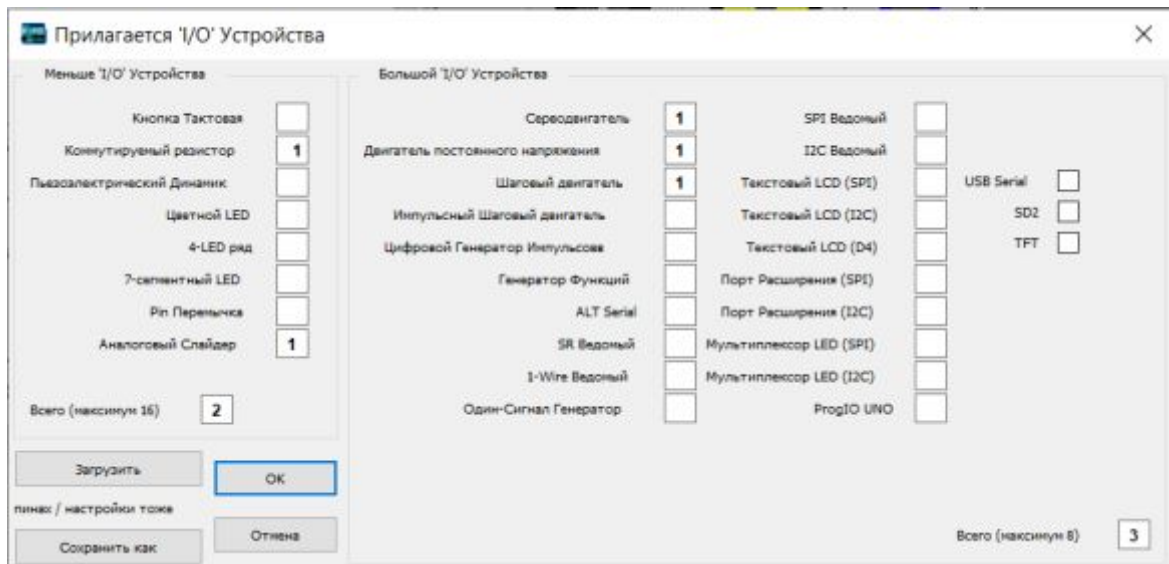 Прилагается 'I/O' Устройства
Меньше 'I/O' Устройства
Кнопка Тактовая
Коммутируемый резистор 1
Пьезоэлектрический Динамик
Цветной LED
4-LED ряд
7-сегментный LED
Pin Перемычка
Аналоговый Слайдер 1
Всего (максимум 16) 2
Загрузить
OK
пинах / настройки тоже
Сохранить как
Отмена
Большой 'I/O' Устройства
Серводвигатель 1
Двигатель постоянного напряжения 1
Шаговый двигатель 1
Импульсный Шаговый двигатель
Цифровой Генератор Импульсовв
Генератор Функций
ALT Serial
SR Ведомый
1-Wire Ведомый
Один-Сигнал Генератор
SPI Ведомый
I2C Ведомый
Текстовый LCD (SPI)
Текстовый LCD (I2C)
Текстовый LCD (D4)
Порт Расширения (SPI)
Порт Расширения (I2C)
Мультиплексор LED (SPI)
Мультиплексор LED (I2C)
ProgIO UNO
USB Serial
SD2
TFT
Всего (максимум 8) 3